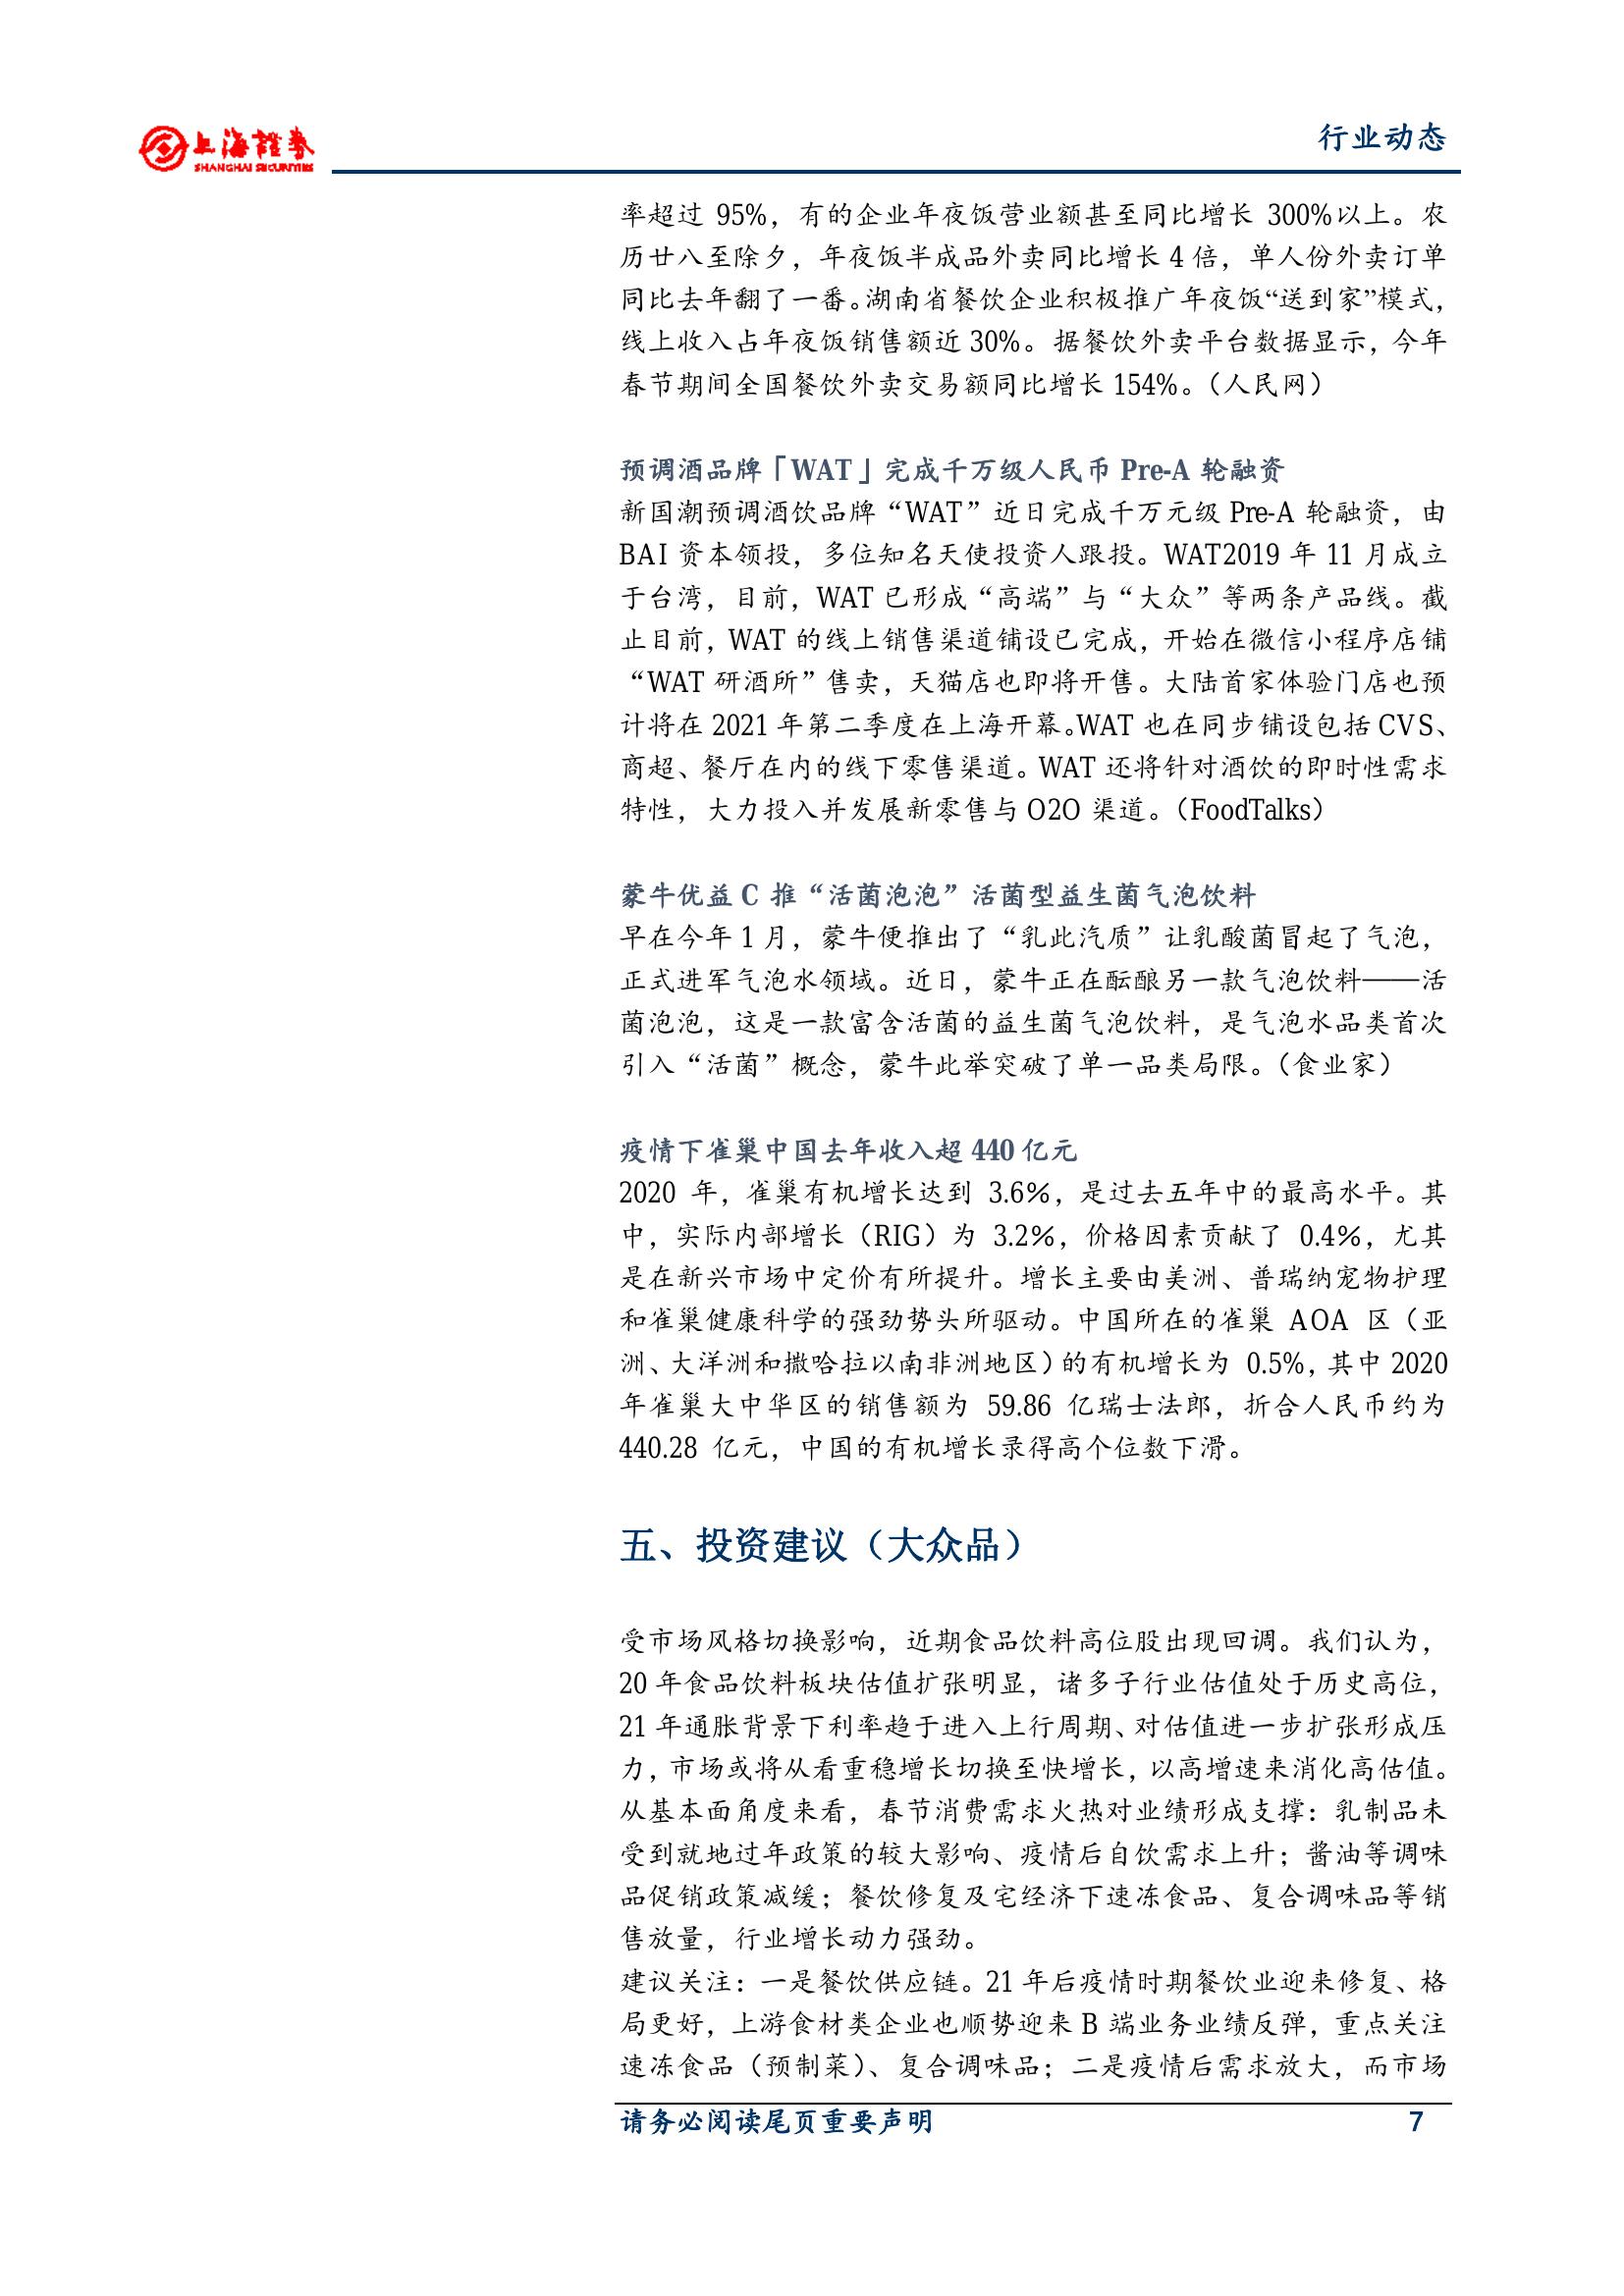 上海證券
SHANGHAI SECURITIES
行业动态
率超过 95%，有的企业年夜饭营业额甚至同比增长 300%以上。农
历廿八至除夕，年夜饭半成品外卖同比增长 4 倍，单人份外卖订单
同比去年翻了一番。湖南省餐饮企业积极推广年夜饭“送到家”模式，
线上收入占年夜饭销售额近 30%。据餐饮外卖平台数据显示，今年
春节期间全国餐饮外卖交易额同比增长 154%。（人民网）
预调酒品牌「WAT」完成千万级人民币 Pre-A 轮融资
新国潮预调酒饮品牌“WAT”近日完成千万元级 Pre-A 轮融资，由
BAI 资本领投，多位知名天使投资人跟投。WAT2019 年 11 月成立
于台湾，目前，WAT 已形成“高端”与“大众”等两条产品线。截
止目前，WAT 的线上销售渠道铺设已完成，开始在微信小程序店铺
“WAT 研酒所”售卖，天猫店也即将开售。大陆首家体验门店也预
计将在 2021 年第二季度在上海开幕。WAT 也在同步铺设包括 CVS、
商超、餐厅在内的线下零售渠道。WAT 还将针对酒饮的即时性需求
特性，大力投入并发展新零售与 O2O 渠道。（FoodTalks）
蒙牛优益 C 推“活菌泡泡”活菌型益生菌气泡饮料
早在今年 1 月，蒙牛便推出了“乳此汽质”让乳酸菌冒起了气泡，
正式进军气泡水领域。近日，蒙牛正在酝酿另一款气泡饮料——活
菌泡泡，这是一款富含活菌的益生菌气泡饮料，是气泡水品类首次
引入“活菌”概念，蒙牛此举突破了单一品类局限。（食业家）
疫情下雀巢中国去年收入超 440 亿元
2020 年，雀巢有机增长达到 3.6%，是过去五年中的最高水平。其
中，实际内部增长（RIG）为 3.2%，价格因素贡献了 0.4%，尤其
是在新兴市场中定价有所提升。增长主要由美洲、普瑞纳宠物护理
和雀巢健康科学的强劲势头所驱动。中国所在的雀巢 AOA 区（亚
洲、大洋洲和撒哈拉以南非洲地区）的有机增长为 0.5%，其中 2020
年雀巢大中华区的销售额为 59.86 亿瑞士法郎，折合人民币约为
440.28 亿元，中国的有机增长录得高个位数下滑。
五、投资建议（大众品）
受市场风格切换影响，近期食品饮料高位股出现回调。我们认为，
20 年食品饮料板块估值扩张明显，诸多子行业估值处于历史高位，
21 年通胀背景下利率趋于进入上行周期、对估值进一步扩张形成压
力，市场或将从看重稳增长切换至快增长，以高增速来消化高估值。
从基本面角度来看，春节消费需求火热对业绩形成支撑：乳制品未
受到就地过年政策的较大影响、疫情后自饮需求上升；酱油等调味
品促销政策减缓；餐饮修复及宅经济下速冻食品、复合调味品等销
售放量，行业增长动力强劲。
建议关注：一是餐饮供应链。21 年后疫情时期餐饮业迎来修复、格
局更好，上游食材类企业也顺势迎来 B 端业务业绩反弹，重点关注
速冻食品（预制菜）、复合调味品；二是疫情后需求放大，而市场
请务必阅读尾页重要声明
7